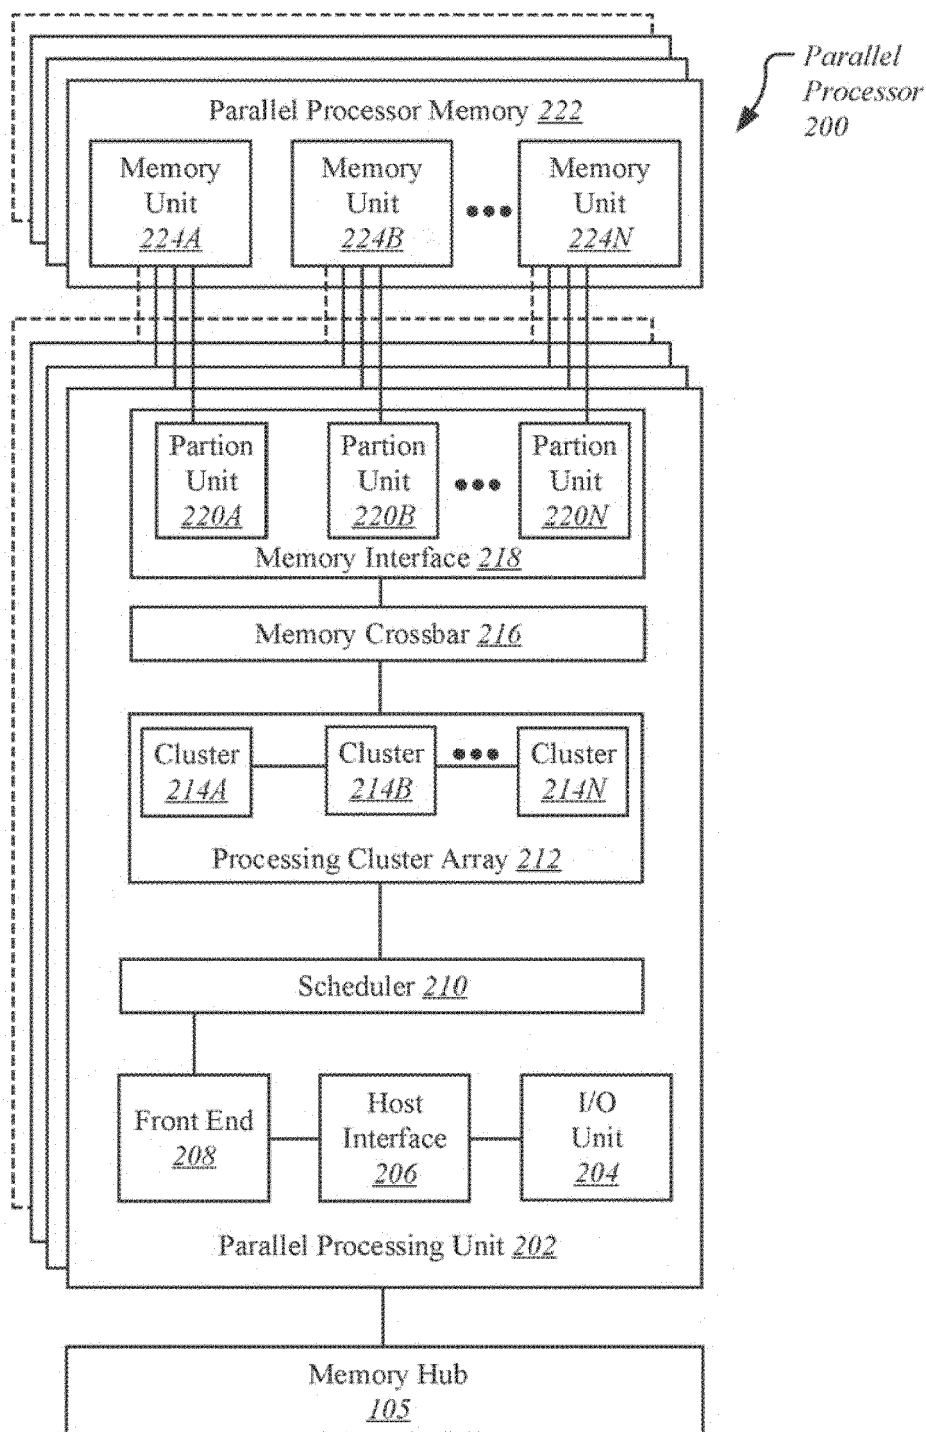 Parallel
Processor
200
Parallel Processor Memory 222
Memory
Unit
224A
Memory
Unit
224B
Memory
Unit
224N
Partion
Unit
220A
Partion
Unit
220B
Partion
Unit
220N
Memory Interface 218
Memory Crossbar 216
Cluster
214A
Cluster
214B
Cluster
214N
Processing Cluster Array 212
Scheduler 210
Front End
208
Host
Interface
206
I/O
Unit
204
Parallel Processing Unit 202
Memory Hub
105